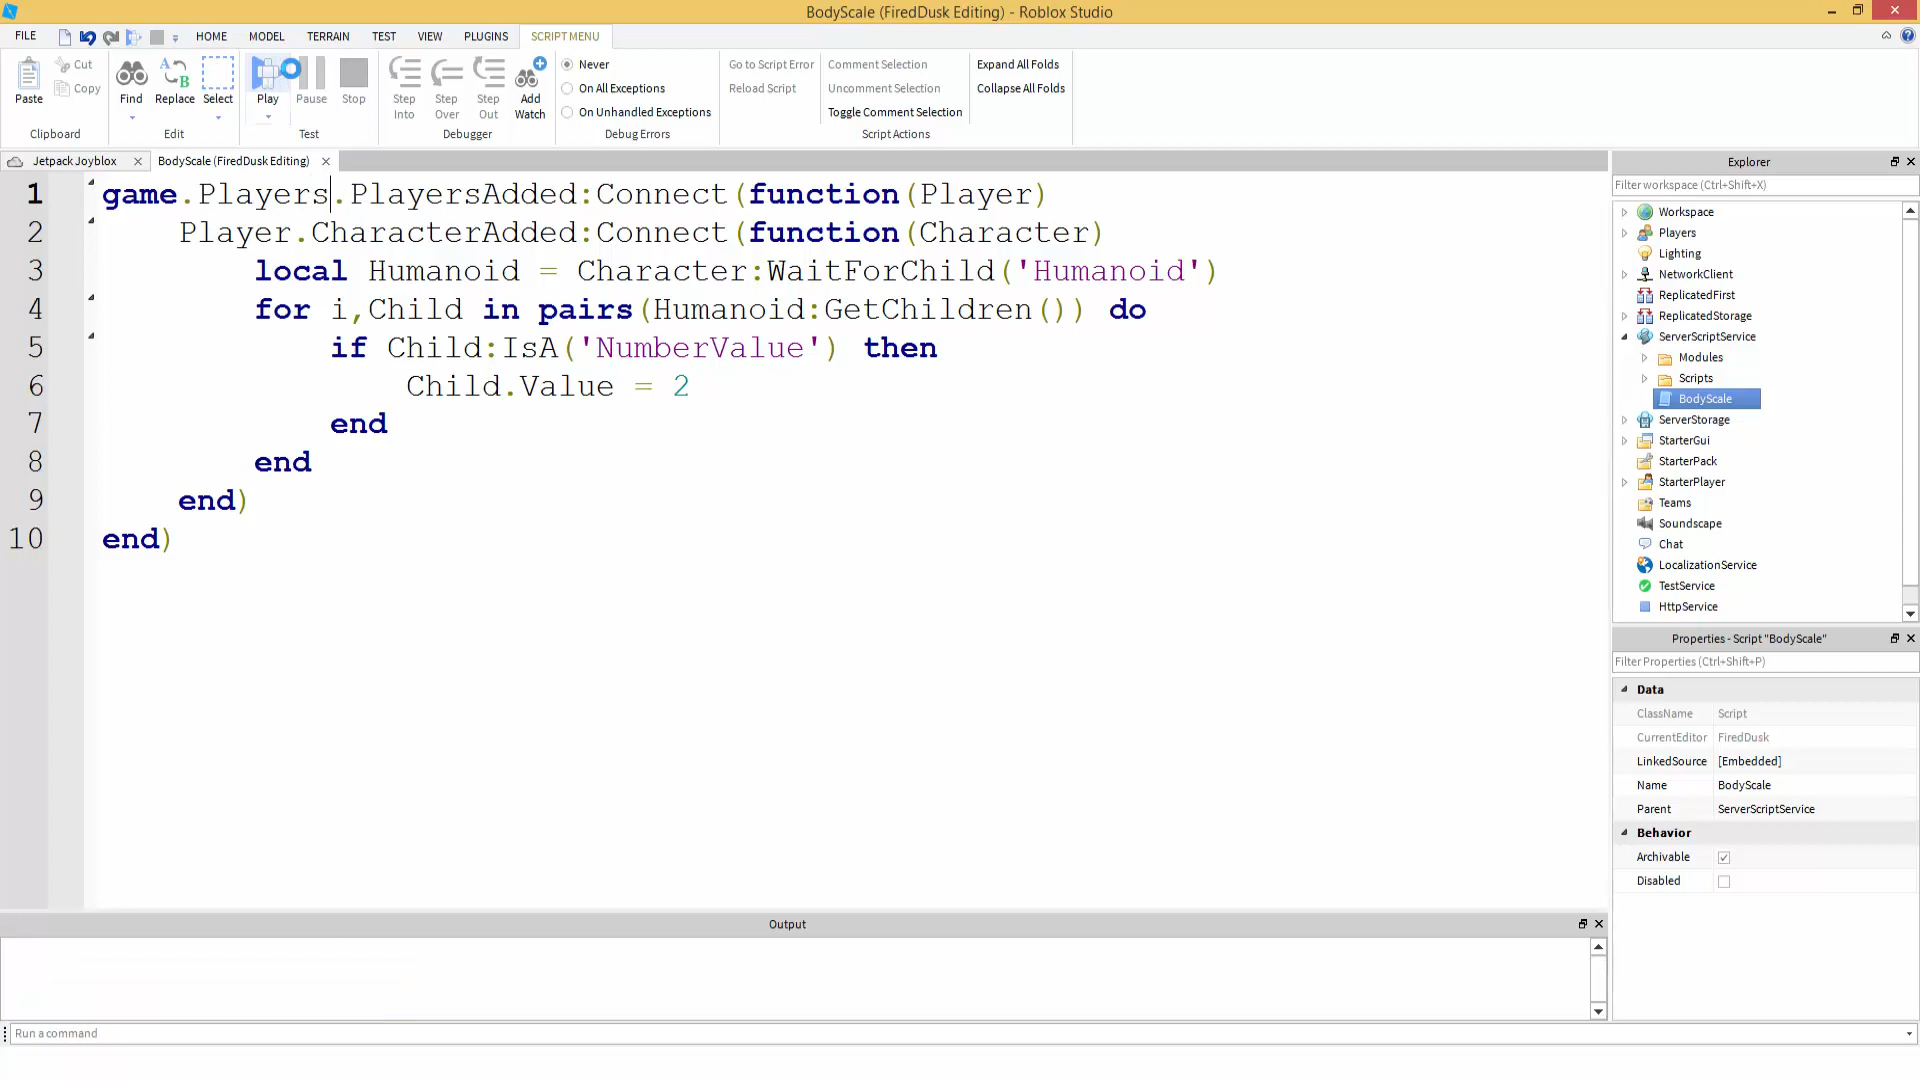 BodyScale (FiredDusk Editing) - Roblox Studio
FILE HOME MODEL TERRAIN TEST VIEW PLUGINS SCRIPT MENU
Paste
Cut
Copy
Clipboard
Find Replace Select
Edit
Play Pause Stop
Test
Step Into
Step Over
Step Out
Add Watch
Debugger
Never
On All Exceptions
On Unhandled Exceptions
Debug Errors
Go to Script Error
Reload Script
Comment Selection
Uncomment Selection
Toggle Comment Selection
Script Actions
Expand All Folds
Collapse All Folds
Jetpack Joyblox
BodyScale (FiredDusk Editing)
1 game.Players.PlayersAdded:Connect(function(Player)
2 Player.CharacterAdded:Connect(function(Character)
3 local Humanoid = Character:WaitForChild('Humanoid')
4 for i,Child in pairs(Humanoid:GetChildren()) do
5 if Child:IsA('NumberValue') then
6 Child.Value = 2
7 end
8 end
9 end)
10 end)
Explorer
Filter workspace (Ctrl+Shift+X)
Workspace
Players
Lighting
NetworkClient
ReplicatedFirst
ReplicatedStorage
ServerScriptService
Modules
Scripts
BodyScale
ServerStorage
StarterGui
StarterPack
StarterPlayer
Teams
Soundscape
Chat
LocalizationService
TestService
HttpService
Properties - Script "BodyScale"
Filter Properties (Ctrl+Shift+P)
Data
ClassName Script
CurrentEditor FiredDusk
LinkedSource [Embedded]
Name BodyScale
Parent ServerScriptService
Behavior
Archivable
Disabled
Output
Run a command